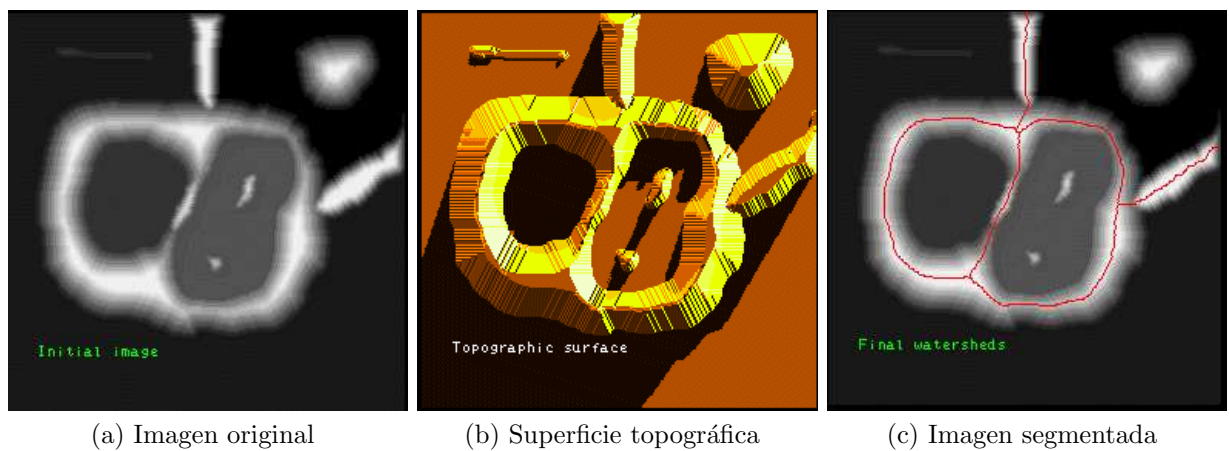 Initial image
Topographic surface
Final watersheds
(a) Imagen original
(b) Superficie topográfica
(c) Imagen segmentada